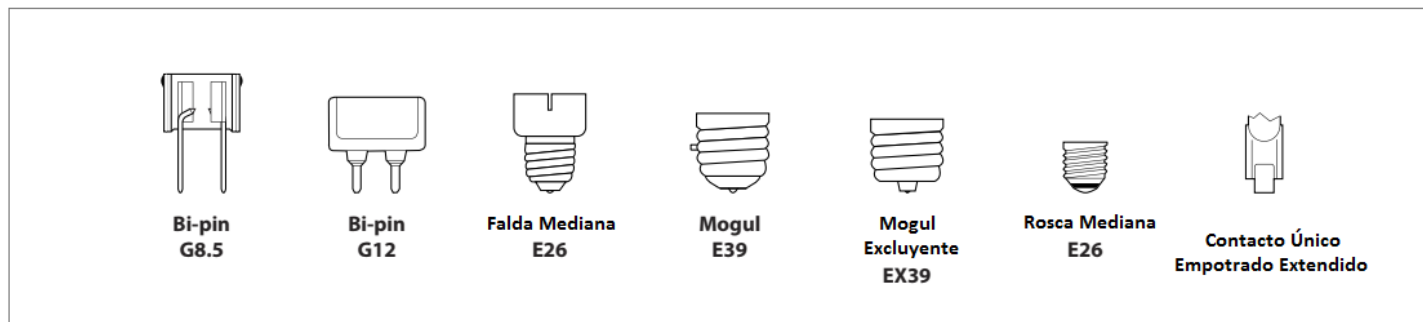 Bi-pin
G8.5
Bi-pin
G12
Falda Mediana
E26
Mogul
E39
Mogul
Excluyente
EX39
Rosca Mediana
E26
Contacto Único
Empotrado Extendido